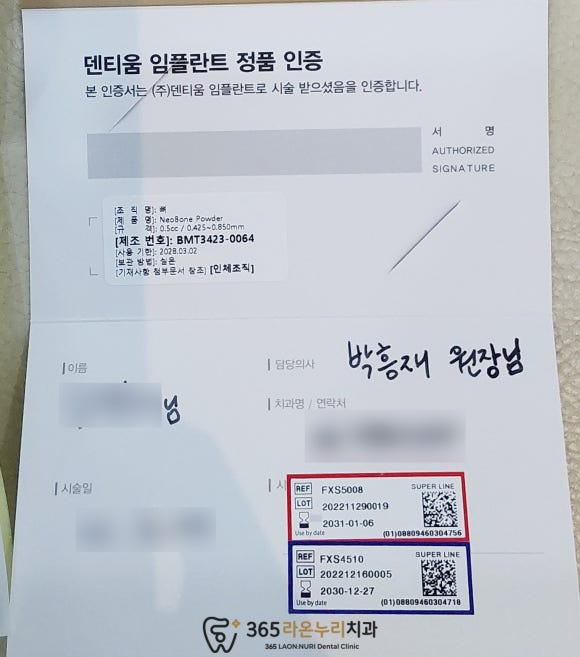 덴티움 임플란트 정품 인증
본 인증서는 (주)덴티움 임플란트로 시술 받으셨음을 인증합니다.
서 명
AUTHORIZED
SIGNATURE
[조 직 명]: 뼈
[제 품 명]: NeoBone Powder
[규 격]: 0.5cc / 0.425~0.850mm
[제조 번호]: BMT3423-0064
[사용 기한]: 2028.03.02
[보관 방법]: 실온
[기재사항 첨부문서 참조] [인체조직]
이름
님
담당의사 박흥재 원장님
치과명 / 연락처
시술일
시
REF FXS5008 SUPER LINE
LOT 202211290019
2031-01-06
Use by date (01)08809460304756
REF FXS4510 SUPER LINE
LOT 202212160005
2030-12-27
Use by date (01)08809460304718
365라온누리치과
365 LAON:NURI Dental Clinic